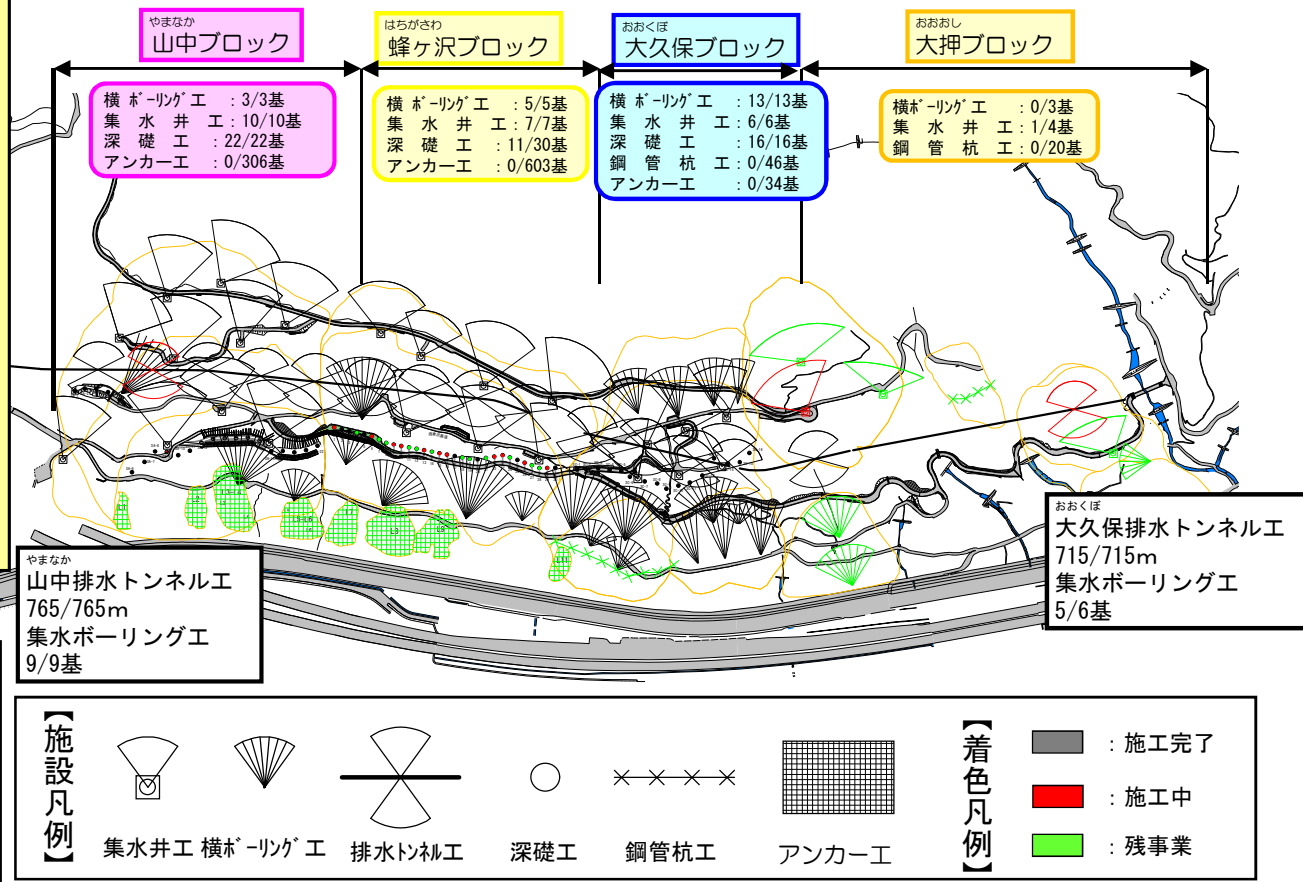 やまなか
山中ブロック
はちがさわ
蜂ヶ沢ブロック
おおくぼ
大久保ブロック
おおおし
大押ブロック
横 ボーリング 工 : 3/3基
集 水 井 工 : 10/10基
深 礎 工 : 22/22基
アンカー工 : 0/306基
横 ボーリング 工 : 5/5基
集 水 井 工 : 7/7基
深 礎 工 : 11/30基
アンカー工 : 0/603基
横 ボーリング 工 : 13/13基
集 水 井 工 : 6/6基
深 礎 工 : 16/16基
鋼 管 杭 工 : 0/46基
アンカー工 : 0/34基
横ボーリング 工 : 0/3基
集 水 井 工 : 1/4基
鋼 管 杭 工 : 0/20基
やまなか
山中排水トンネル工
765/765m
集水ボーリング工
9/9基
おおくぼ
大久保排水トンネル工
715/715m
集水ボーリング工
5/6基
【施設凡例】
集水井工
横ボーリング 工
排水トンネル工
深礎工
鋼管杭工
アンカー工
【着色凡例】
:施工完了
:施工中
:残事業